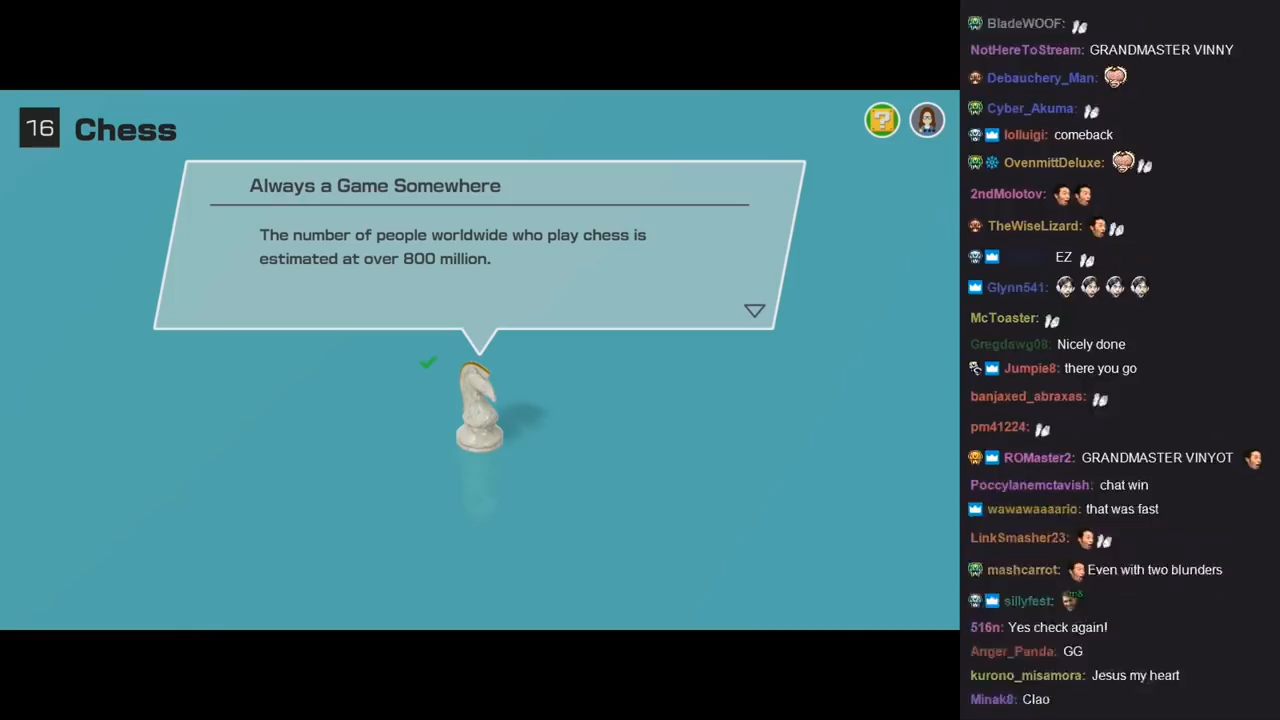 16 Chess
Always a Game Somewhere
The number of people worldwide who play chess is
estimated at over 800 million.
BladeWOOF:
NotHereToStream: GRANDMASTER VINNY
Debauchery_Man:
Cyber_Akuma:
lolluigi: comeback
OvenmittDeluxe:
2ndMolotov:
TheWiseLizard:
EZ
Glynn541:
McToaster:
Gregdawg08: Nicely done
Jumpie8: there you go
banjaxed_abraxas:
pm41224:
ROMaster2: GRANDMASTER VINYOT
Poccylanemctavish: chat win
wawawaaaario: that was fast
LinkSmasher23:
mashcarrot: Even with two blunders
sillyfest:
516n: Yes check again!
Anger_Panda: GG
kurono_misamora: Jesus my heart
Minak8: Clao